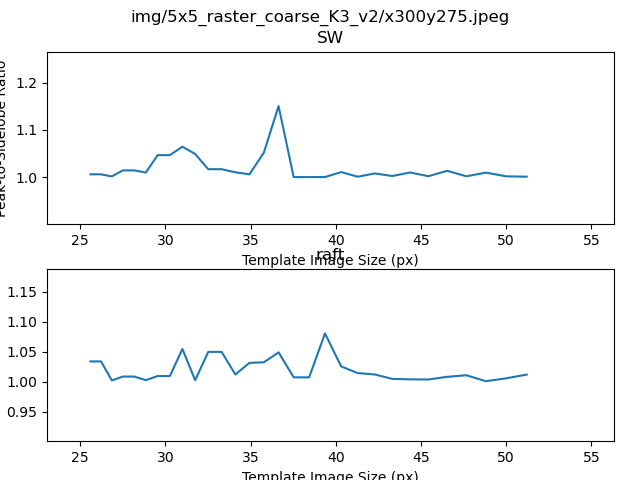 img/5x5_raster_coarse_K3_v2/x300y275.jpeg
SW
Peak-to-Sidelobe Ratio
1.2
1.1
1.0
25 30 35 40 45 50 55
Template Image Size (px)
raft
1.15
1.10
1.05
1.00
0.95
25 30 35 40 45 50 55
Template Image Size (px)